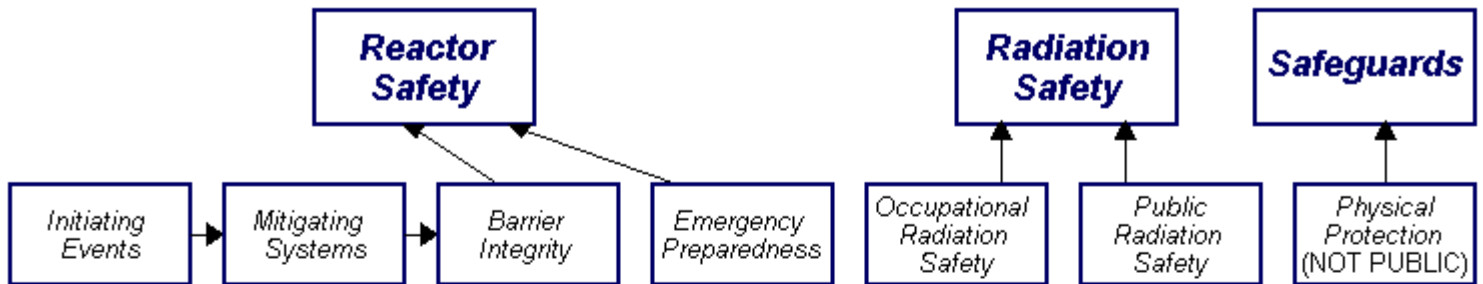 Reactor
Safety
Radiation
Safety
Safeguards
Initiating
Events
Mitigating
Systems
Barrier
Integrity
Emergency
Preparedness
Occupational
Radiation
Safety
Public
Radiation
Safety
Physical
Protection
(NOT PUBLIC)